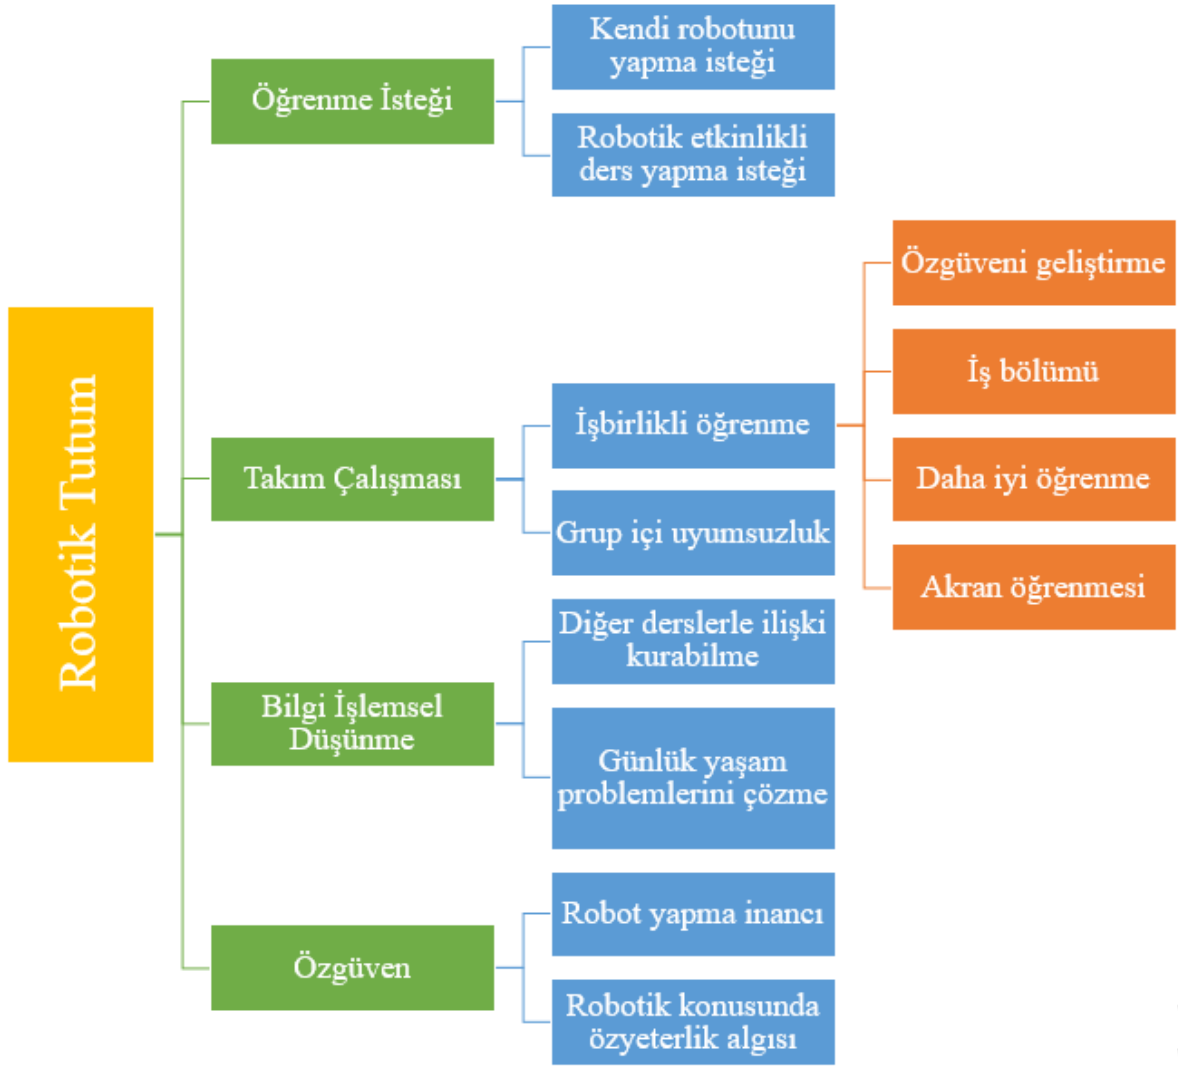 Robotik Tutum
Öğrenme İsteği
Kendi robotunu
yapma isteği
Robotik etkinlikli
ders yapma isteği
Takım Çalışması
İşbirlikli öğrenme
Özgüveni geliştirme
İş bölümü
Daha iyi öğrenme
Akran öğrenmesi
Grup içi uyumsuzluk
Bilgi İşlemsel
Düşünme
Diğer derslerle ilişki
kurabilme
Günlük yaşam
problemlerini çözme
Özgüven
Robot yapma inancı
Robotik konusunda
özyeterlik algısı